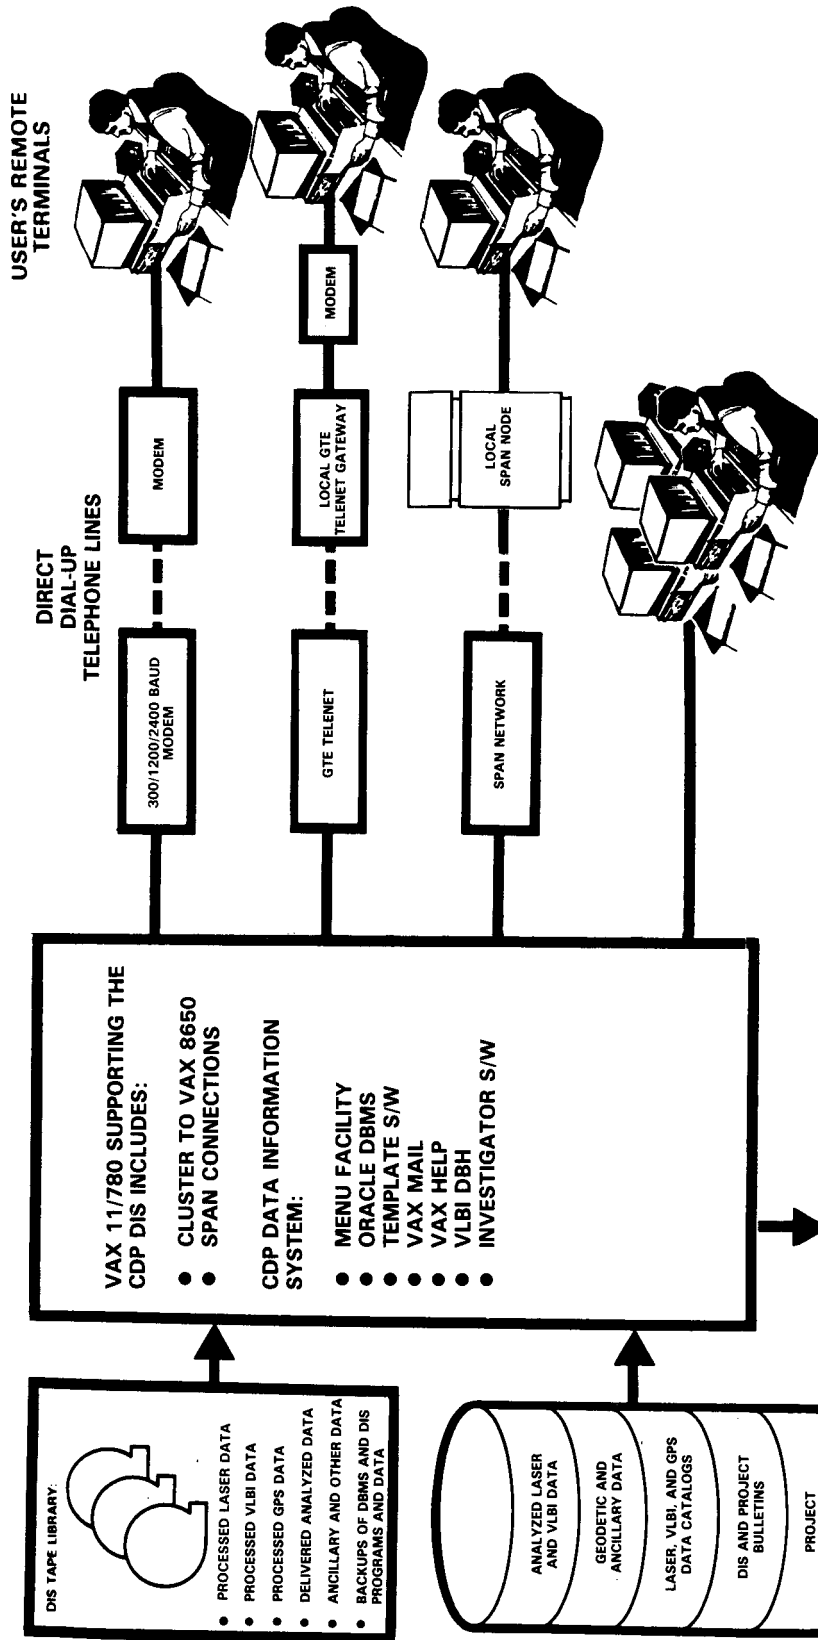 DIS TAPE LIBRARY:
● PROCESSED LASER DATA
● PROCESSED VLBI DATA
● PROCESSED GPS DATA
● DELIVERED ANALYZED DATA
● ANCILLARY AND OTHER DATA
● BACKUPS OF DBMS AND DIS
PROGRAMS AND DATA
ANALYZED LASER
AND VLBI DATA
GEODETIC AND
ANCILLARY DATA
LASER, VLBI, AND GPS
DATA CATALOGS
DIS AND PROJECT
BULLETINS
PROJECT
VAX 11/780 SUPPORTING THE
CDP DIS INCLUDES:
● CLUSTER TO VAX 8650
● SPAN CONNECTIONS
CDP DATA INFORMATION
SYSTEM:
● MENU FACILITY
● ORACLE DBMS
● TEMPLATE S/W
● VAX MAIL
● VAX HELP
● VLBI DBH
● INVESTIGATOR S/W
DIRECT
DIAL-UP
TELEPHONE LINES
300/1200/2400 BAUD
MODEM
GTE TELENET
SPAN NETWORK
MODEM
LOCAL GTE
TELENET GATEWAY
LOCAL
SPAN NODE
MODEM
USER'S REMOTE
TERMINALS